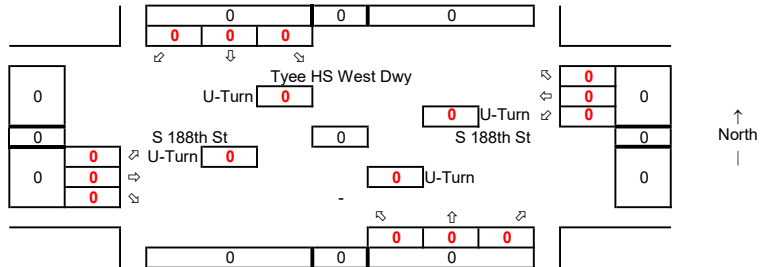 0 0 0
0 0 0
Tyee HS West Dwy
0
0 U-Turn 0 0 0
0 U-Turn 0
0 S 188th St 0 S 188th St 0
↑
North
|
0 U-Turn 0
0 0 0 U-Turn 0
0 -
0 0 0
0 0 0